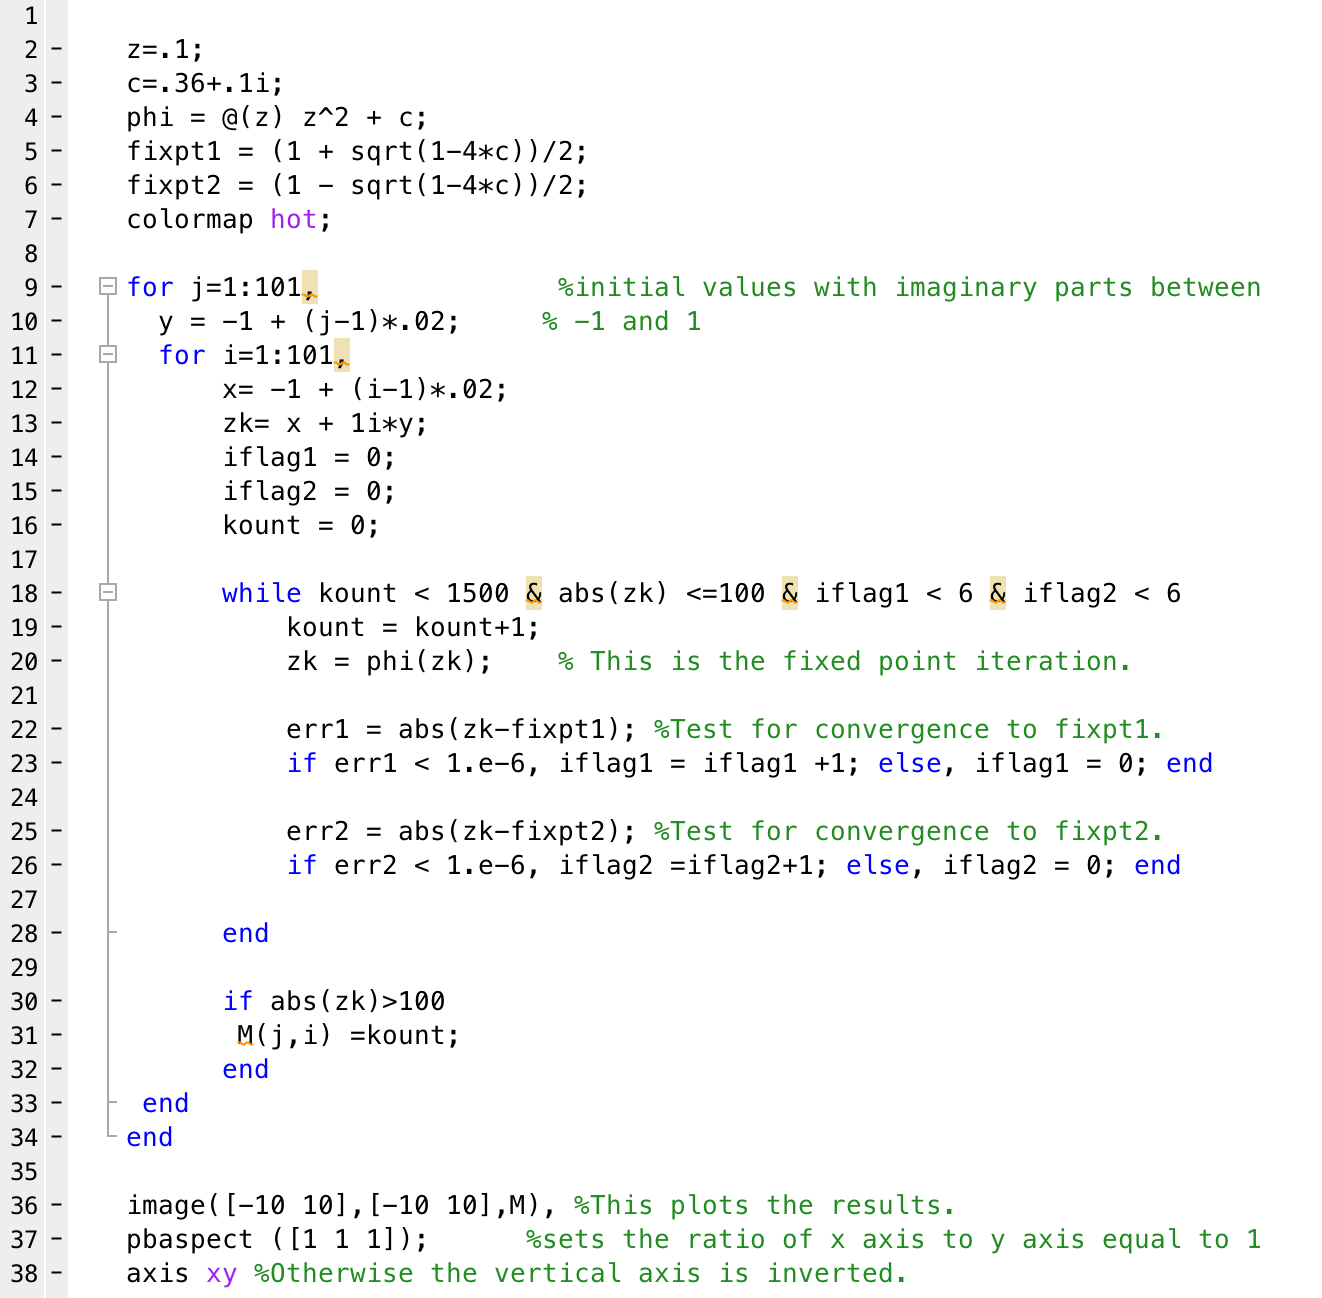 1
2 - z=.1;
3 - c=.36+.1i;
4 - phi = @(z) z^2 + c;
5 - fixpt1 = (1 + sqrt(1-4*c))/2;
6 - fixpt2 = (1 - sqrt(1-4*c))/2;
7 - colormap hot;
8
9 - for j=1:101, %initial values with imaginary parts between
10 - y = -1 + (j-1)*.02; % -1 and 1
11 - for i=1:101,
12 - x= -1 + (i-1)*.02;
13 - zk= x + 1i*y;
14 - iflag1 = 0;
15 - iflag2 = 0;
16 - kount = 0;
17
18 - while kount < 1500 & abs(zk) <=100 & iflag1 < 6 & iflag2 < 6
19 - kount = kount+1;
20 - zk = phi(zk); % This is the fixed point iteration.
21
22 - err1 = abs(zk-fixpt1); %Test for convergence to fixpt1.
23 - if err1 < 1.e-6, iflag1 = iflag1 +1; else, iflag1 = 0; end
24
25 - err2 = abs(zk-fixpt2); %Test for convergence to fixpt2.
26 - if err2 < 1.e-6, iflag2 =iflag2+1; else, iflag2 = 0; end
27
28 - end
29
30 - if abs(zk)>100
31 - M(j,i) =kount;
32 - end
33 - end
34 - end
35
36 - image([-10 10],[-10 10],M), %This plots the results.
37 - pbaspect ([1 1 1]); %sets the ratio of x axis to y axis equal to 1
38 - axis xy %Otherwise the vertical axis is inverted.